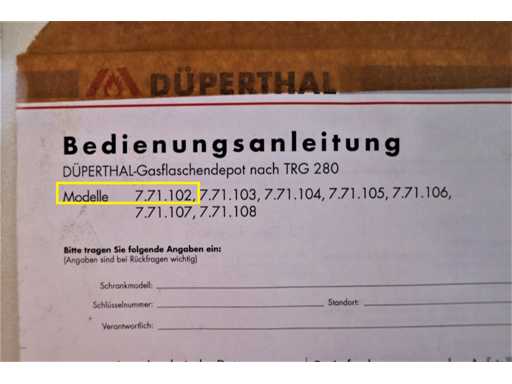 DÜPERTHAL
Bedienungsanleitung
DÜPERTHAL-Gasflaschendepot nach TRG 280
Modelle 7.71.102, 7.71.103, 7.71.104, 7.71.105, 7.71.106,
7.71.107, 7.71.108
Bitte tragen Sie folgende Angaben ein:
(Angaben sind bei Rückfragen wichtig)
Schrankmodell:
Schlüsselnummer: Standort:
Verantwortlich: